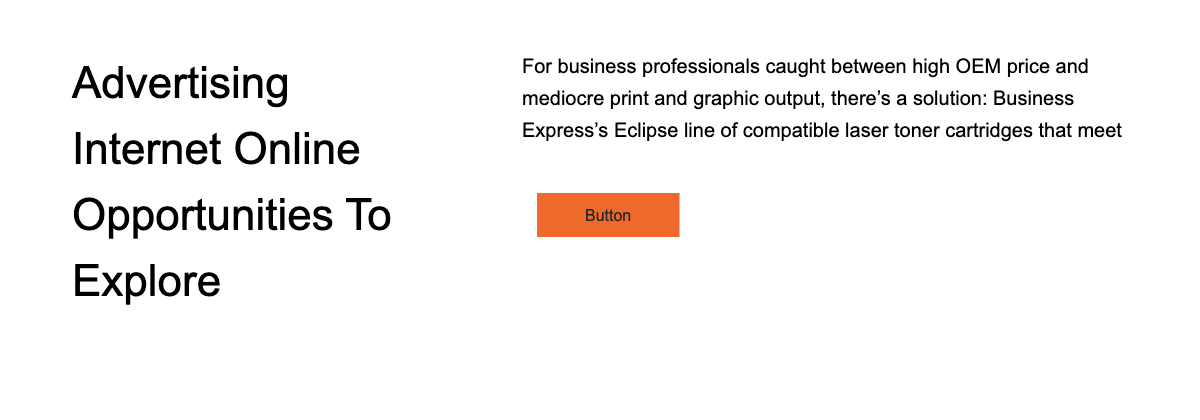 Advertising
Internet Online
Opportunities To
Explore
For business professionals caught between high OEM price and
mediocre print and graphic output, there’s a solution: Business
Express’s Eclipse line of compatible laser toner cartridges that meet
Button